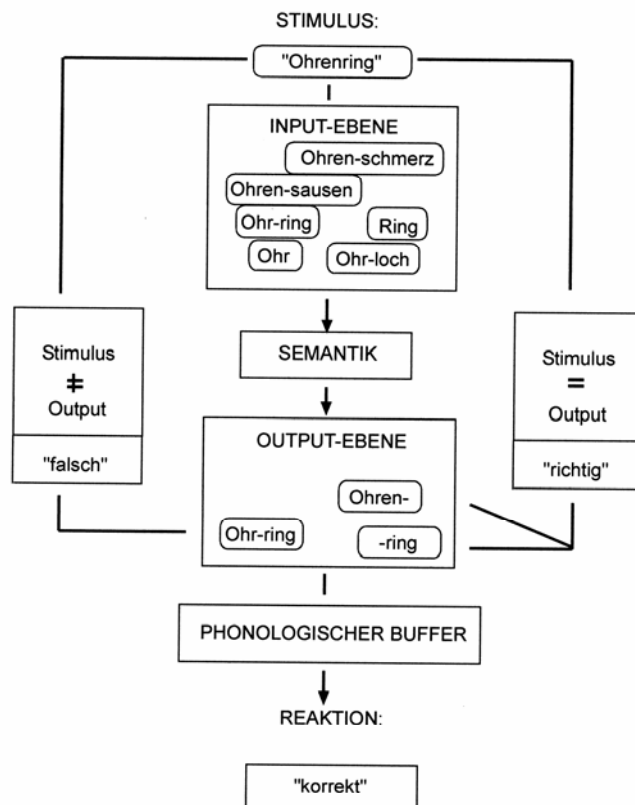 STIMULUS:
"Ohrenring"
INPUT-EBENE
Ohren-schmerz
Ohren-sausen
Ohr-ring
Ring
Ohr
Ohr-loch
SEMANTIK
Stimulus
≠
Output
"falsch"
Stimulus
=
Output
"richtig"
OUTPUT-EBENE
Ohren-
Ohr-ring
-ring
PHONOLOGISCHER BUFFER
REAKTION:
"korrekt"